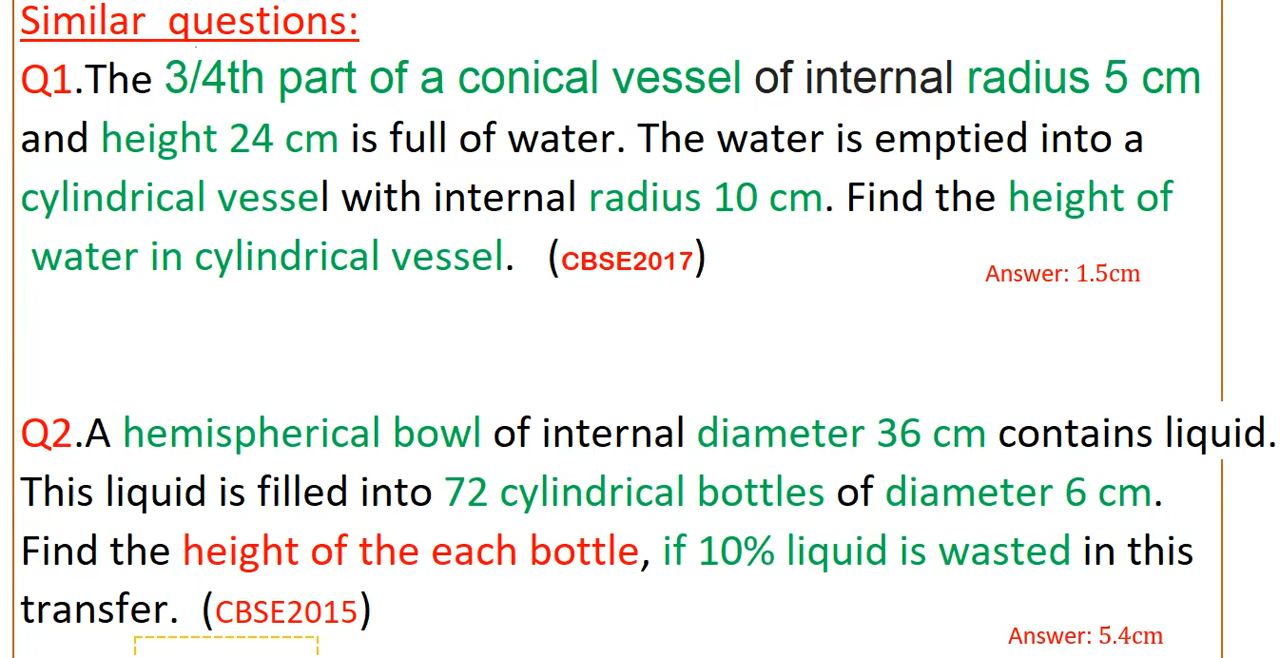 Similar questions:
Q1.The 3/4th part of a conical vessel of internal radius 5 cm
and height 24 cm is full of water. The water is emptied into a
cylindrical vessel with internal radius 10 cm. Find the height of
water in cylindrical vessel. (CBSE2017)
Answer: 1.5cm
Q2.A hemispherical bowl of internal diameter 36 cm contains liquid.
This liquid is filled into 72 cylindrical bottles of diameter 6 cm.
Find the height of the each bottle, if 10% liquid is wasted in this
transfer. (CBSE2015)
Answer: 5.4cm